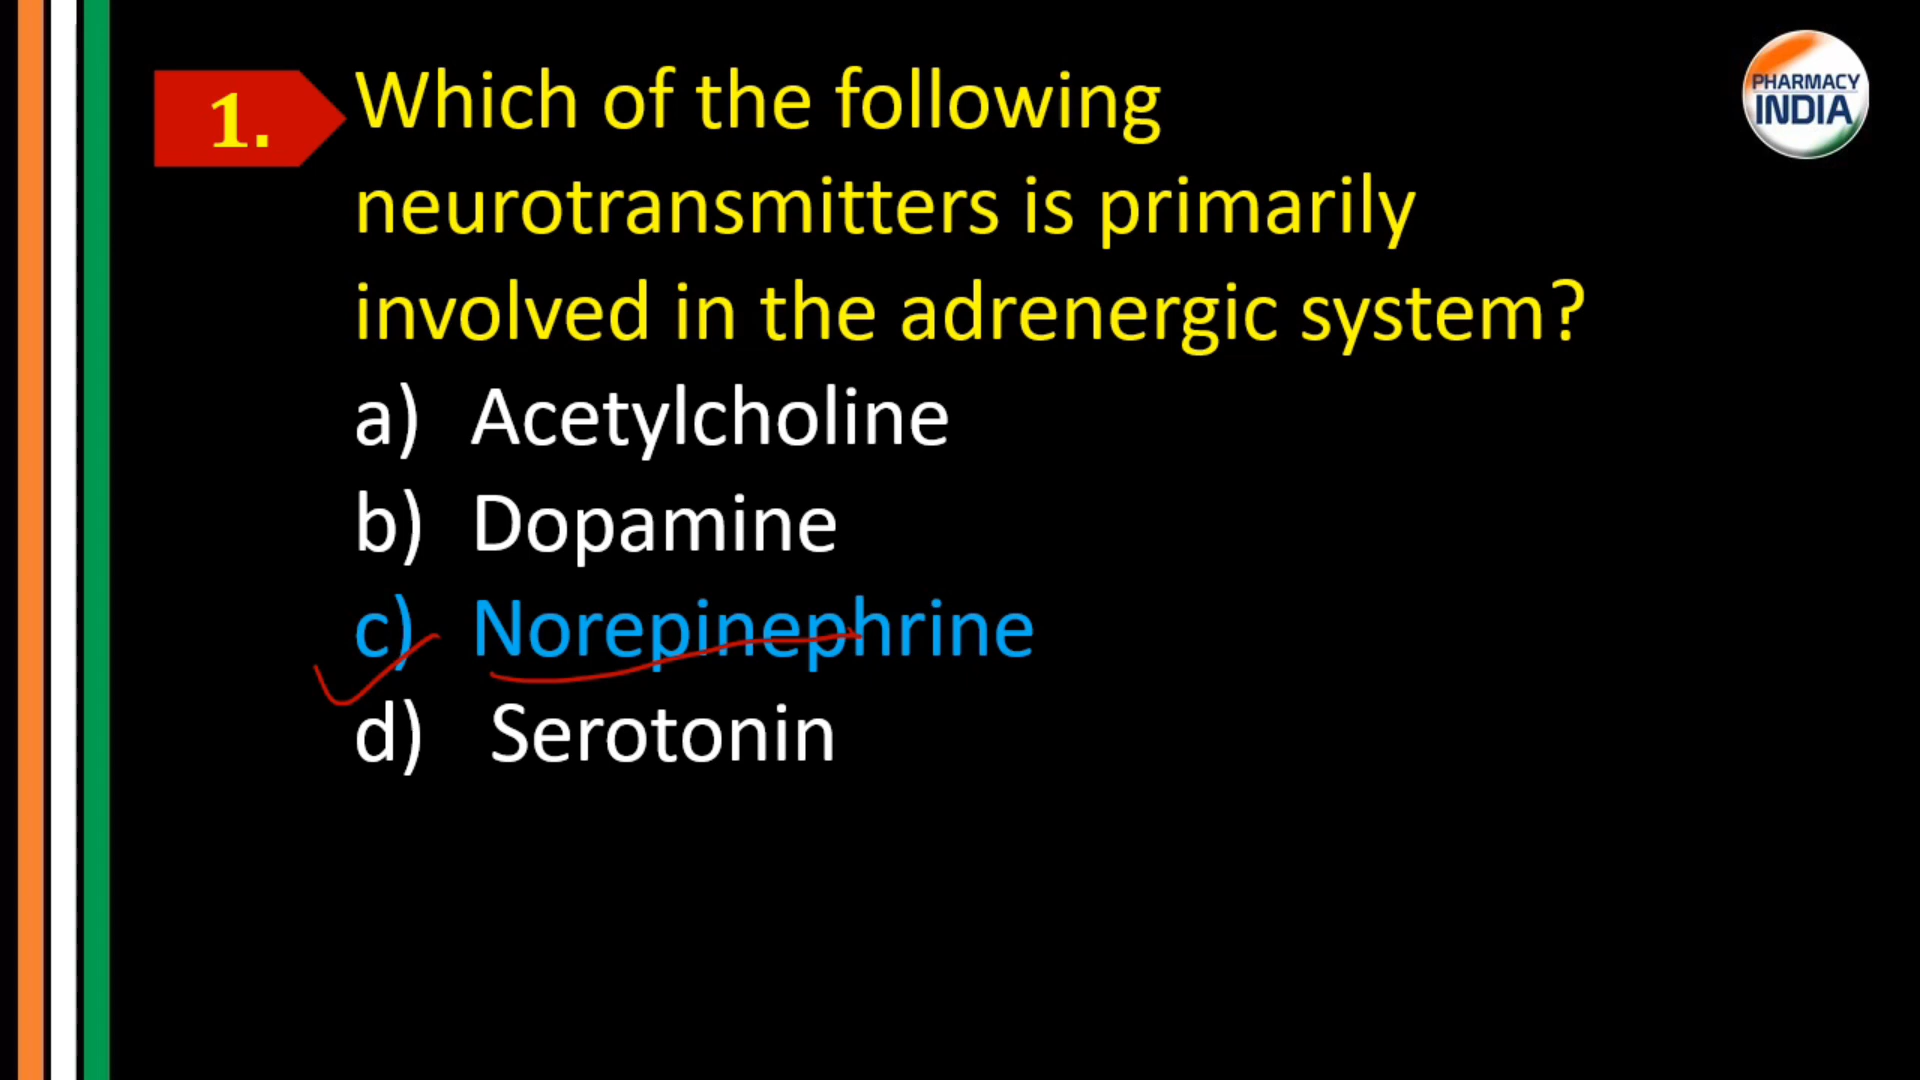 PHARMACY
INDIA
1.
Which of the following
neurotransmitters is primarily
involved in the adrenergic system?
a) Acetylcholine
b) Dopamine
c) Norepinephrine
d) Serotonin